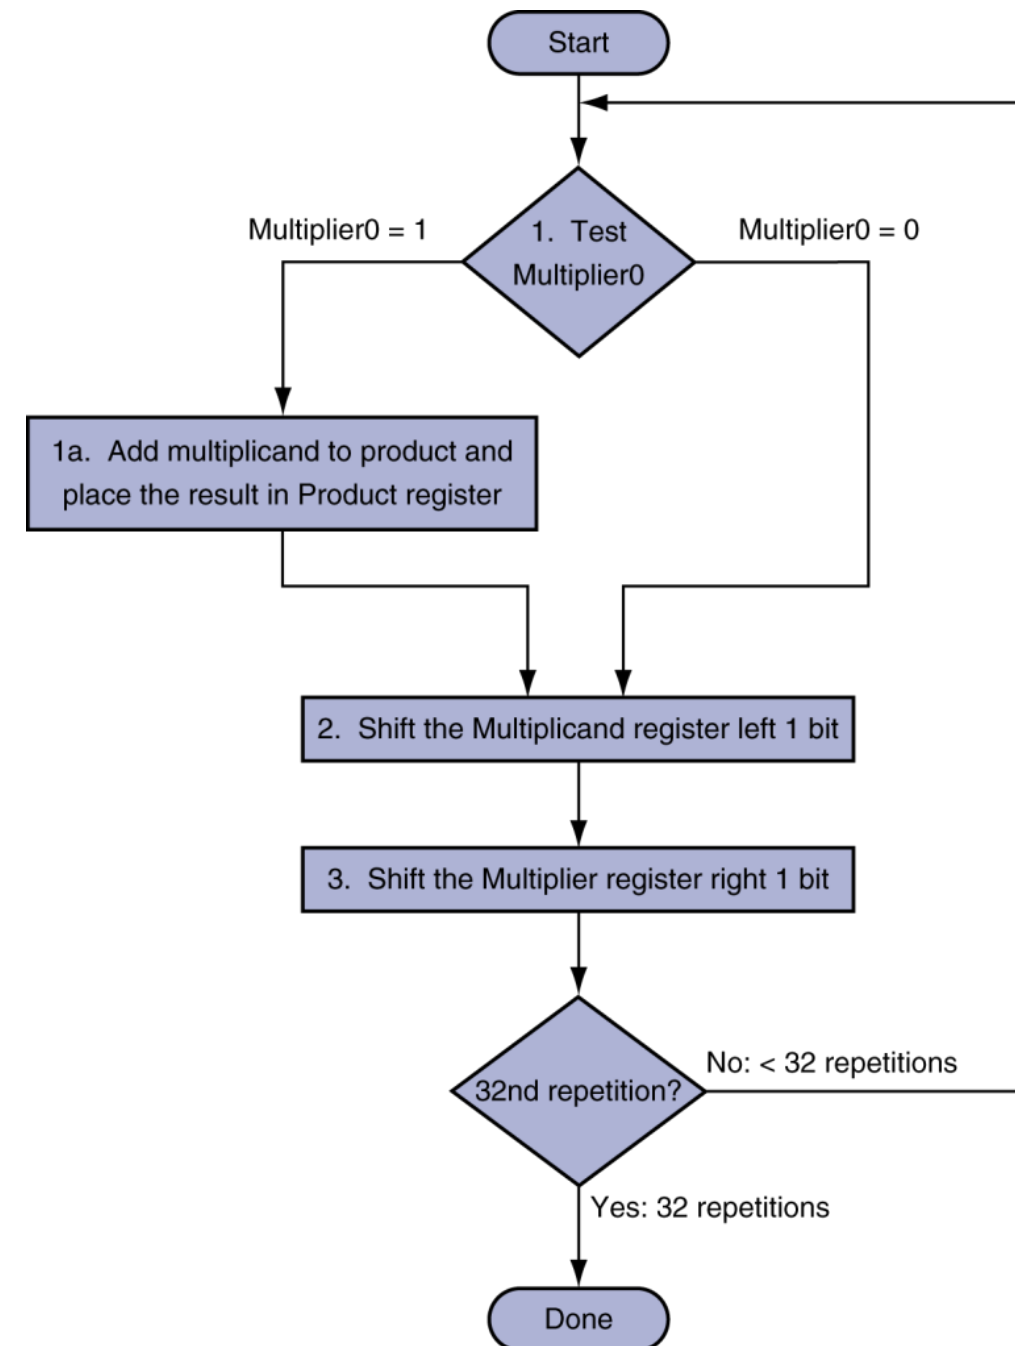 Start
Multiplier0 = 1
1. Test
Multiplier0
Multiplier0 = 0
1a. Add multiplicand to product and
place the result in Product register
2. Shift the Multiplicand register left 1 bit
3. Shift the Multiplier register right 1 bit
32nd repetition?
No: < 32 repetitions
Yes: 32 repetitions
Done